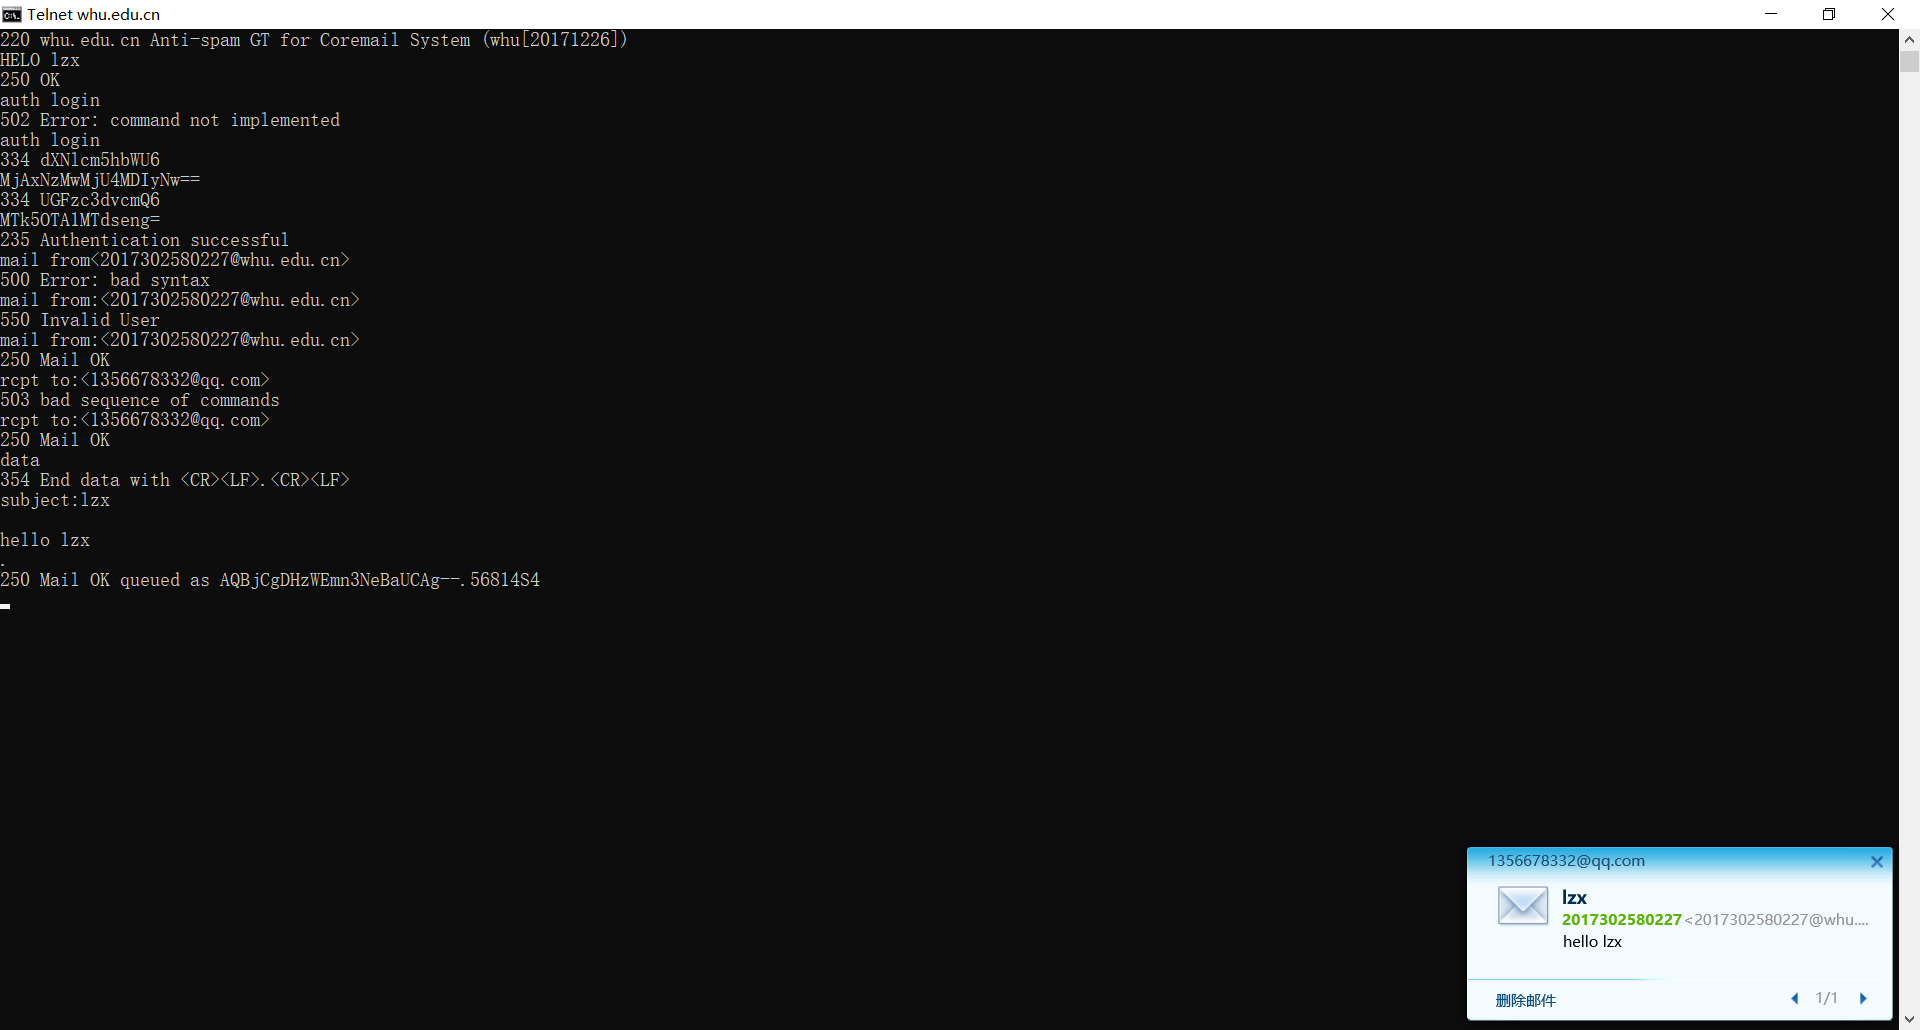 Telnet whu.edu.cn
220 whu.edu.cn Anti-spam GT for Coremail System (whu[20171226])
HELO lzx
250 OK
auth login
502 Error: command not implemented
auth login
334 dXNlcm5hbWU6
MjAxNzMwMjU4MDIyNw==
334 UGFzc3dvcmQ6
MTk5OTA1MTdseng=
235 Authentication successful
mail from<2017302580227@whu.edu.cn>
500 Error: bad syntax
mail from:<2017302580227@whu.edu.cn>
550 Invalid User
mail from:<2017302580227@whu.edu.cn>
250 Mail OK
rcpt to:<1356678332@qq.com>
503 bad sequence of commands
rcpt to:<1356678332@qq.com>
250 Mail OK
data
354 End data with <CR><LF>.<CR><LF>
subject:lzx
hello lzx
.
250 Mail OK queued as AQBjCgDHzWEmn3NeBaUCAg--.56814S4
1356678332@qq.com
lzx
2017302580227<2017302580227@whu....
hello lzx
删除邮件
1/1